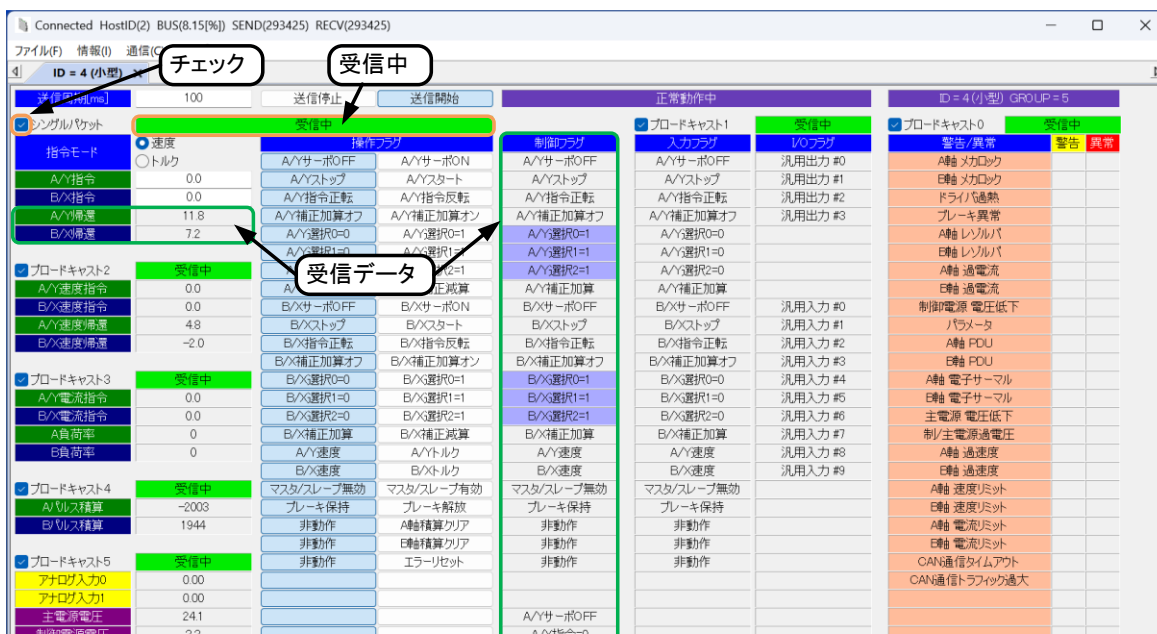 Connected HostID(2) BUS(8.15[%]) SEND(293425) RECV(293425)
ファイル(F) 情報(I) 通信(C)
チェック
受信中
ID = 4 (小型)
送信周期[ms] 100 送信停止 送信開始 正常動作中 ID = 4 (小型) GROUP = 5
シングルパケット 受信中 ブロードキャスト1 受信中 ブロードキャスト0 受信中
指令モード 速度 操作フラグ 制御フラグ 入力フラグ I/Oフラグ 警告/異常 警告 異常
トルク A/YサーボOFF A/YサーボON A/YサーボOFF A/YサーボOFF 汎用出力 #0 A軸 メカロック
A/Y指令 0.0 A/Yストップ A/Yスタート A/Yストップ A/Yストップ 汎用出力 #1 B軸 メカロック
B/X指令 0.0 A/Y指令正転 A/Y指令反転 A/Y指令正転 A/Y指令正転 汎用出力 #2 ドライバ過熱
A/Y帰還 11.8 A/Y補正加算オフ A/Y補正加算オン A/Y補正加算オフ A/Y補正加算オフ 汎用出力 #3 ブレーキ異常
B/X帰還 7.2 A/Y選択0=0 A/Y選択0=1 A/Y選択0=1 A/Y選択0=0 A軸 レゾルバ
A/Y選択1=0 A/Y選択1=1 A/Y選択1=1 A/Y選択1=0 B軸 レゾルバ
受信データ
ブロードキャスト2 受信中 A/Y選択2=1 A/Y選択2=0 A軸 過電流
A/Y速度指令 0.0 A/Y補正加算 A/Y補正加算 B軸 過電流
B/X速度指令 0.0 B/XサーボOFF B/XサーボON B/XサーボOFF B/XサーボOFF 汎用入力 #0 制御電源 電圧低下
A/Y速度帰還 4.8 B/Xストップ B/Xスタート B/Xストップ B/Xストップ 汎用入力 #1 パラメータ
B/X速度帰還 -2.0 B/X指令正転 B/X指令反転 B/X指令正転 B/X指令正転 汎用入力 #2 A軸 PDU
B/X補正加算オフ B/X補正加算オン B/X補正加算オフ B/X補正加算オフ 汎用入力 #3 B軸 PDU
ブロードキャスト3 受信中 B/X選択0=0 B/X選択0=1 B/X選択0=1 B/X選択0=0 汎用入力 #4 A軸 電子サーマル
A/Y電流指令 0.0 B/X選択1=0 B/X選択1=1 B/X選択1=1 B/X選択1=0 汎用入力 #5 B軸 電子サーマル
B/X電流指令 0.0 B/X選択2=0 B/X選択2=1 B/X選択2=1 B/X選択2=0 汎用入力 #6 主電源 電圧低下
A負荷率 0 B/X補正加算 B/X補正減算 B/X補正加算 B/X補正加算 汎用入力 #7 制/主電源過電圧
B負荷率 0 A/Y速度 A/Yトルク A/Y速度 A/Y速度 汎用入力 #8 A軸 過速度
B/X速度 B/Xトルク B/X速度 B/X速度 汎用入力 #9 B軸 過速度
ブロードキャスト4 受信中 マスタ/スレーブ無効 マスタ/スレーブ有効 マスタ/スレーブ無効 マスタ/スレーブ無効 A軸 速度リミット
Aパルス積算 -2003 ブレーキ保持 ブレーキ解放 ブレーキ保持 ブレーキ保持 B軸 速度リミット
Bパルス積算 1944 非動作 A軸積算クリア 非動作 非動作 A軸 電流リミット
非動作 B軸積算クリア 非動作 非動作 B軸 電流リミット
ブロードキャスト5 受信中 非動作 エラーリセット 非動作 非動作 CAN通信タイムアウト
アナログ入力0 0.00 CAN通信トラフィック過大
アナログ入力1 0.00
主電源電圧 24.1 A/YサーボOFF